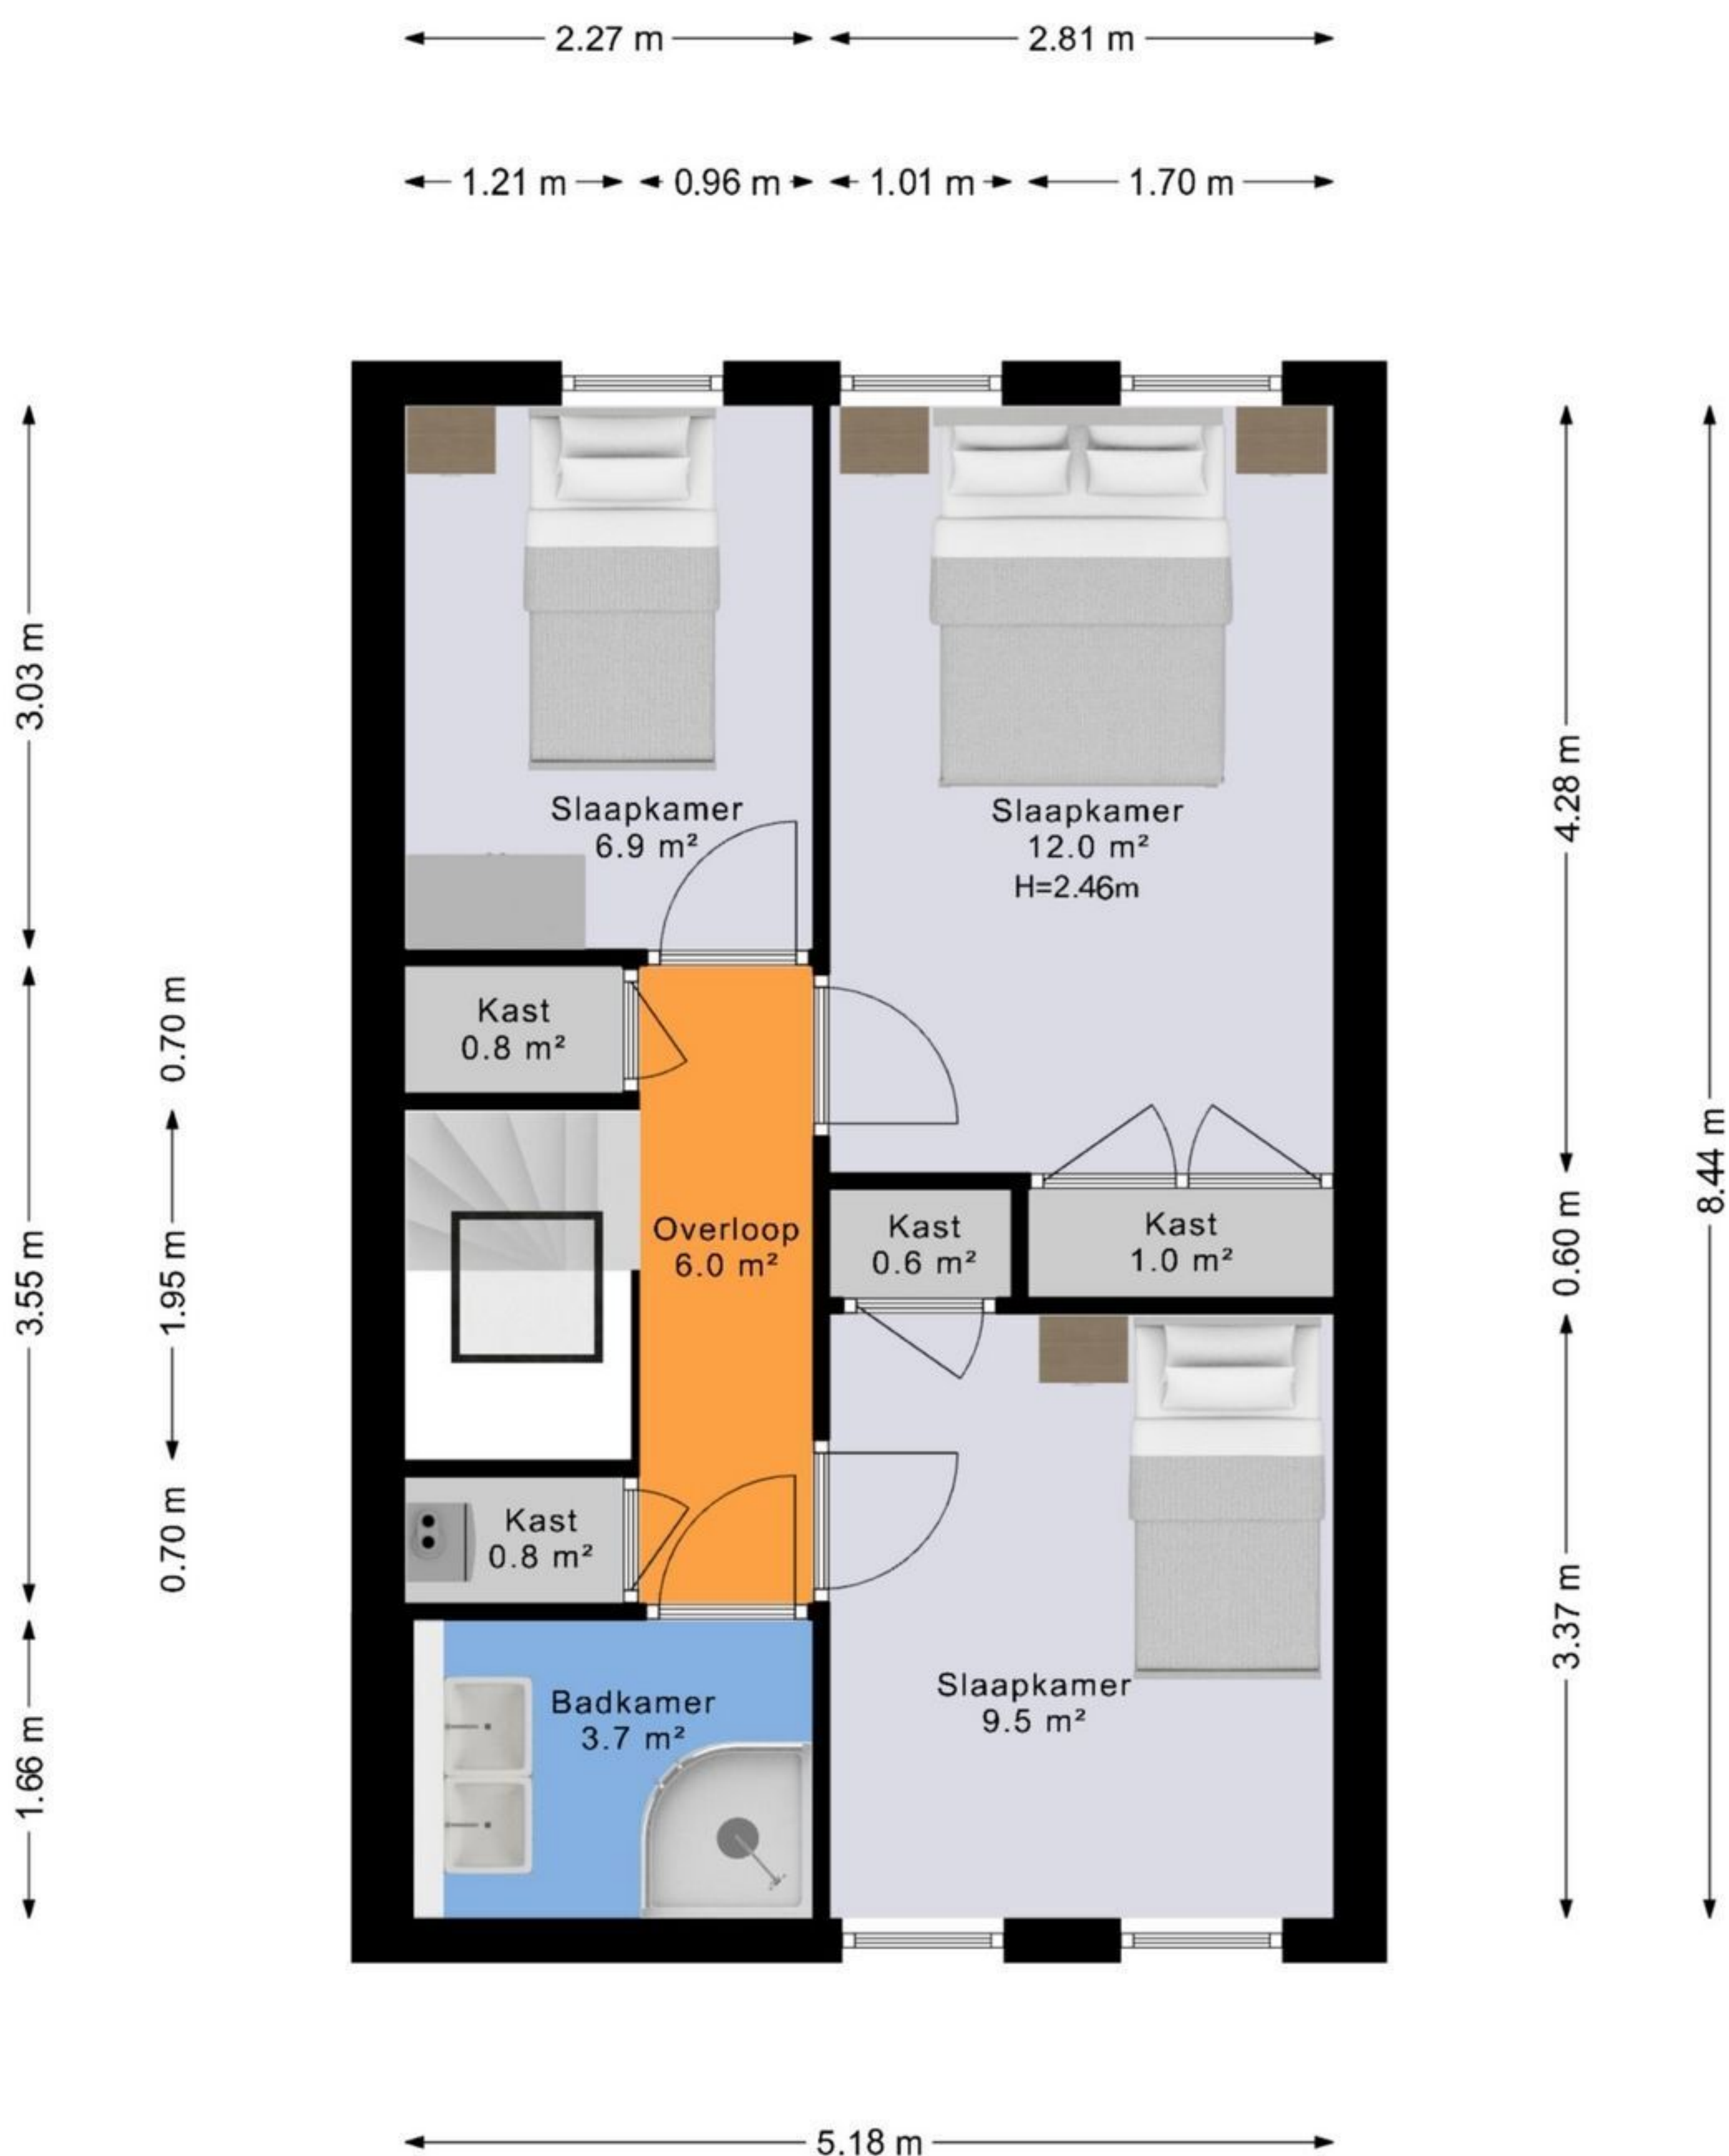 2.27 m
2.81 m
1.21 m
0.96 m
1.01 m
1.70 m
3.03 m
4.28 m
Slaapkamer
6.9 m²
Slaapkamer
12.0 m²
H=2.46m
0.70 m
Kast
0.8 m²
8.44 m
3.55 m
1.95 m
Overloop
6.0 m²
Kast
0.6 m²
Kast
1.0 m²
0.60 m
0.70 m
Kast
0.8 m²
3.37 m
1.66 m
Badkamer
3.7 m²
Slaapkamer
9.5 m²
5.18 m